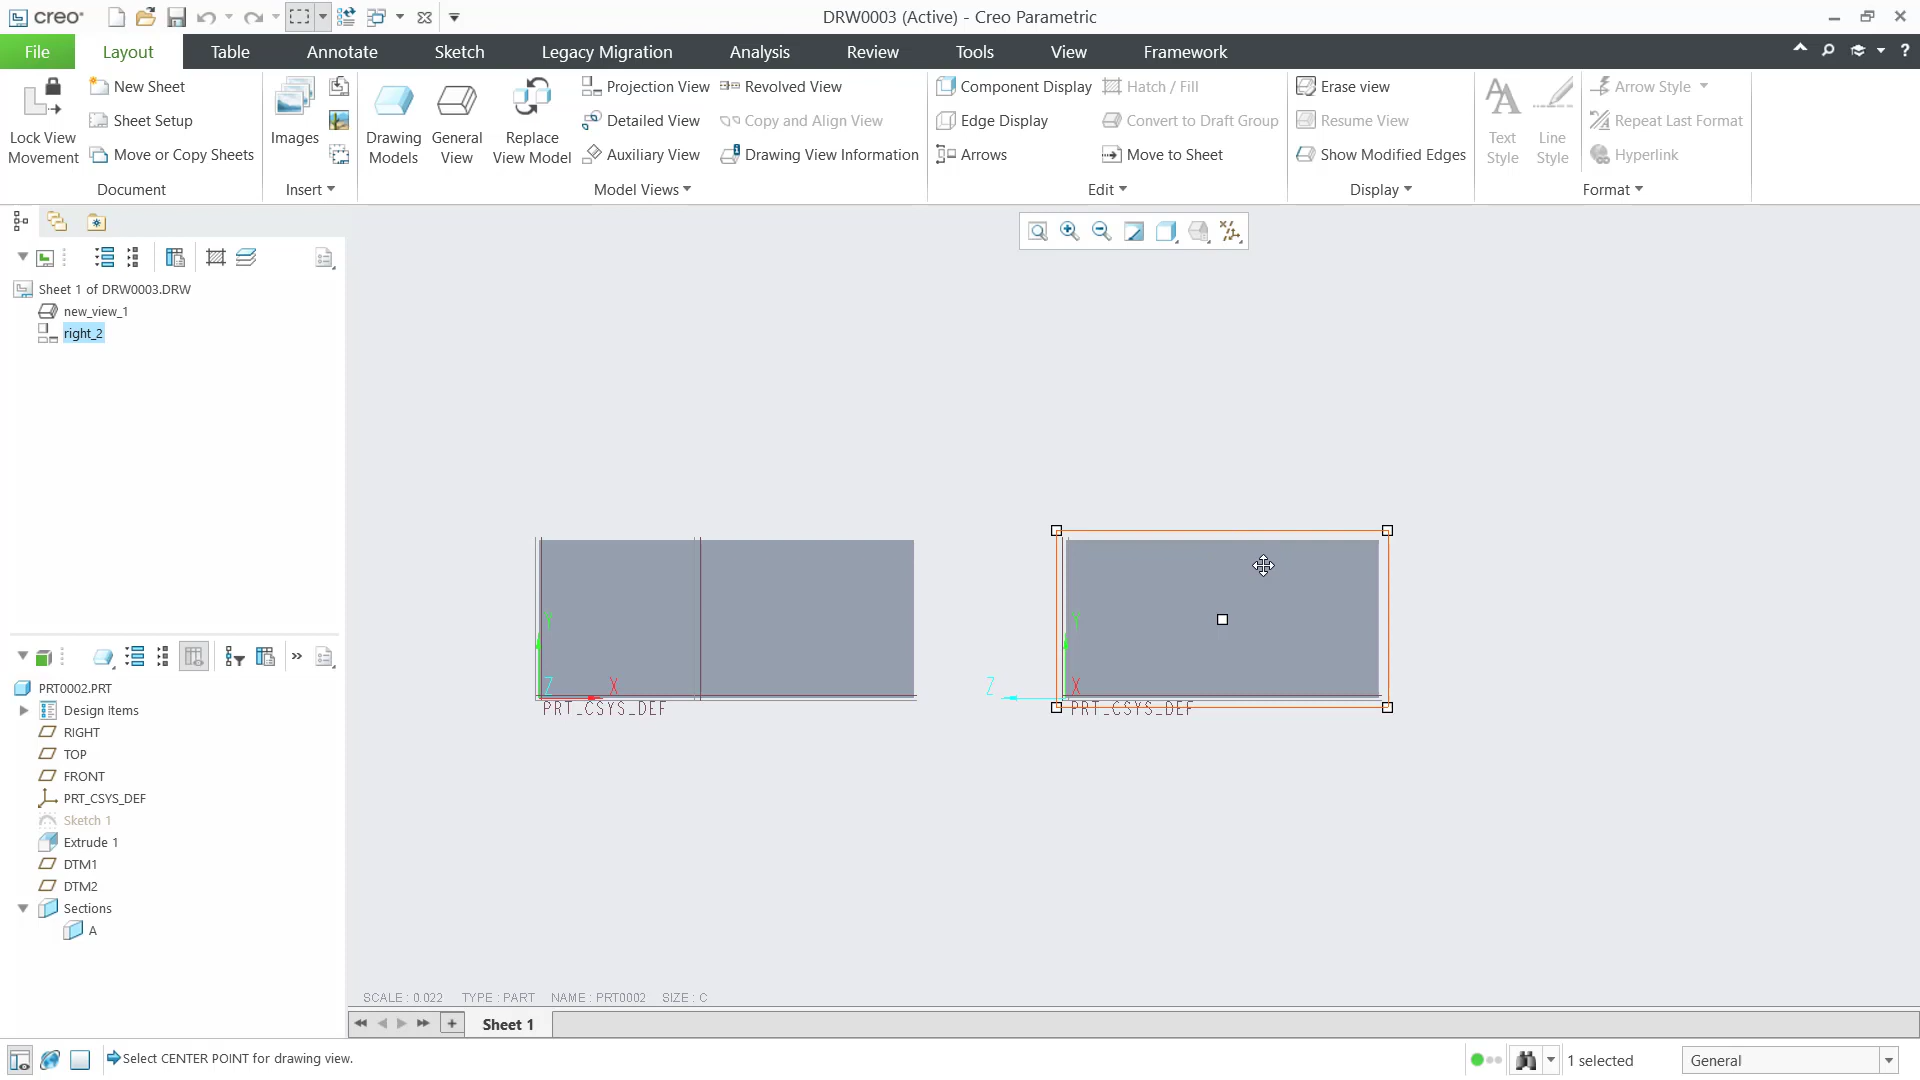 creo DRW0003 (Active) - Creo Parametric
File Layout Table Annotate Sketch Legacy Migration Analysis Review Tools View Framework
Lock View Movement
New Sheet
Sheet Setup
Move or Copy Sheets
Document
Images
Insert
Drawing Models
General View
Replace View Model
Projection View
Detailed View
Auxiliary View
Revolved View
Copy and Align View
Drawing View Information
Model Views
Component Display
Edge Display
Arrows
Hatch / Fill
Convert to Draft Group
Move to Sheet
Edit
Erase view
Resume View
Show Modified Edges
Display
Text Style
Line Style
Arrow Style
Repeat Last Format
Hyperlink
Format
Sheet 1 of DRW0003.DRW
new_view_1
right_2
PRT0002.PRT
Design Items
RIGHT
TOP
FRONT
PRT_CSYS_DEF
Sketch 1
Extrude 1
DTM1
DTM2
Sections
A
Y
Z X
PRT_CSYS_DEF
Y
Z X
PRT_CSYS_DEF
SCALE : 0.022 TYPE : PART NAME : PRT0002 SIZE : C
Sheet 1
Select CENTER POINT for drawing view.
1 selected
General